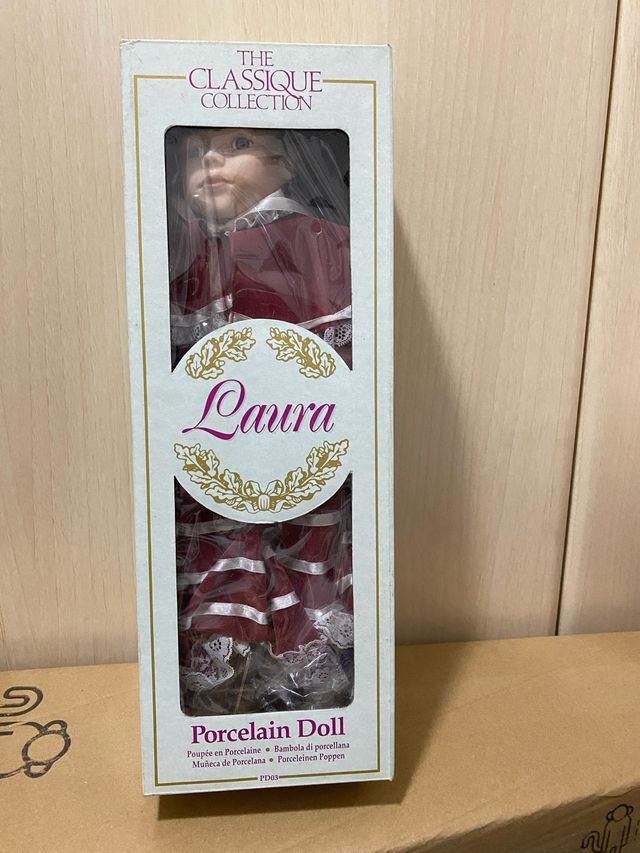 THE
CLASSIQUE
COLLECTION
Laura
Porcelain Doll
Poupée en Porcelaine • Bambola di porcellana
Muñeca de Porcelana • Porceleinen Poppen
PD03